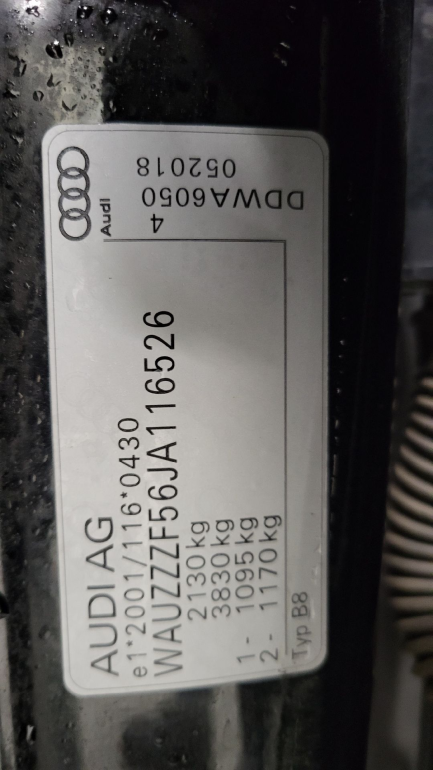 AUDI AG
e1*2001/116*0430
WAUZZZF56JA116526
2130 kg
3830 kg
1 - 1095 kg
2 - 1170 kg
Typ B8
Audi
4
DDWA6050
052018